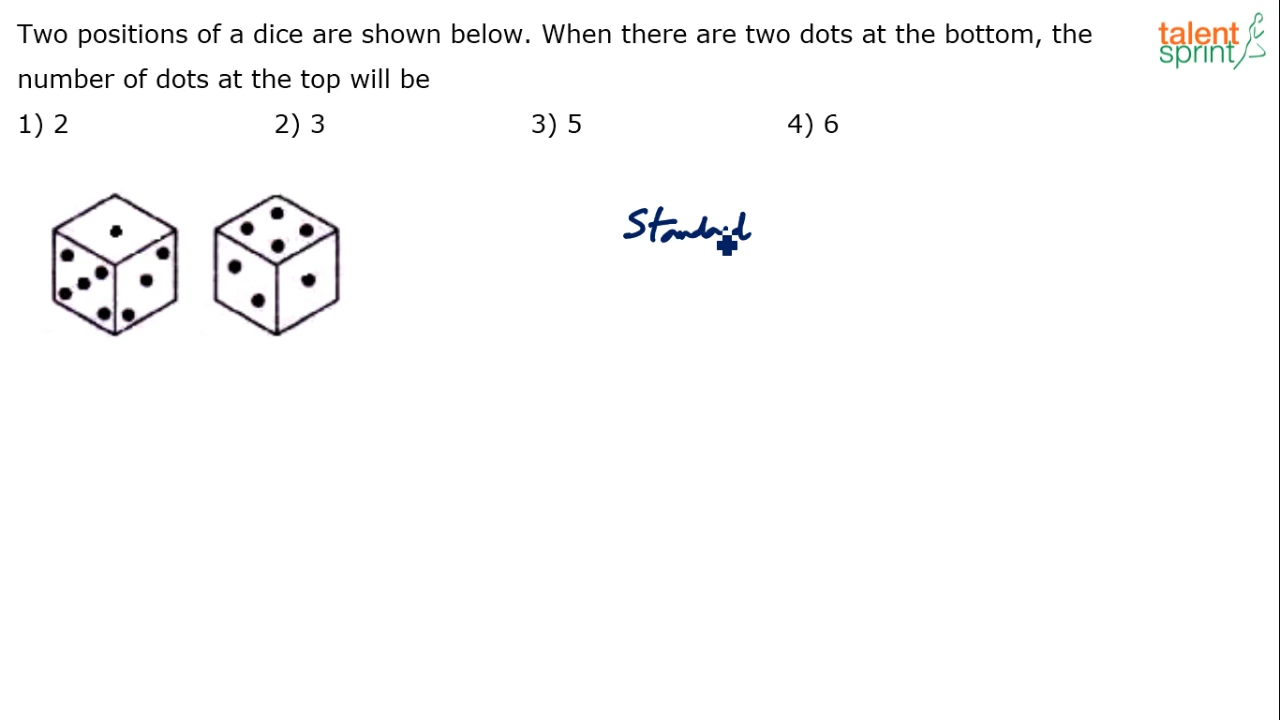 Two positions of a dice are shown below. When there are two dots at the bottom, the
number of dots at the top will be
1) 2 2) 3 3) 5 4) 6
talent
sprint
Standard